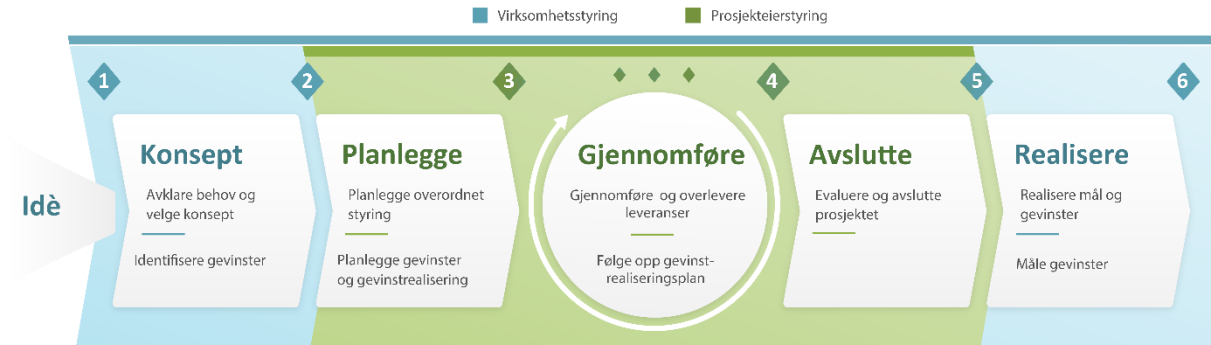 Virksomhetsstyring
Prosjekteierstyring
1
2
3
4
5
6
Idè
Konsept
Avklare behov og
velge konsept
Identifisere gevinster
Planlegge
Planlegge overordnet
styring
Planlegge gevinster
og gevinstrealisering
Gjennomføre
Gjennomføre og overlevere
leveranser
Følge opp gevinst-
realiseringsplan
Avslutte
Evaluere og avslutte
prosjektet
Realisere
Realisere mål og
gevinster
Måle gevinster